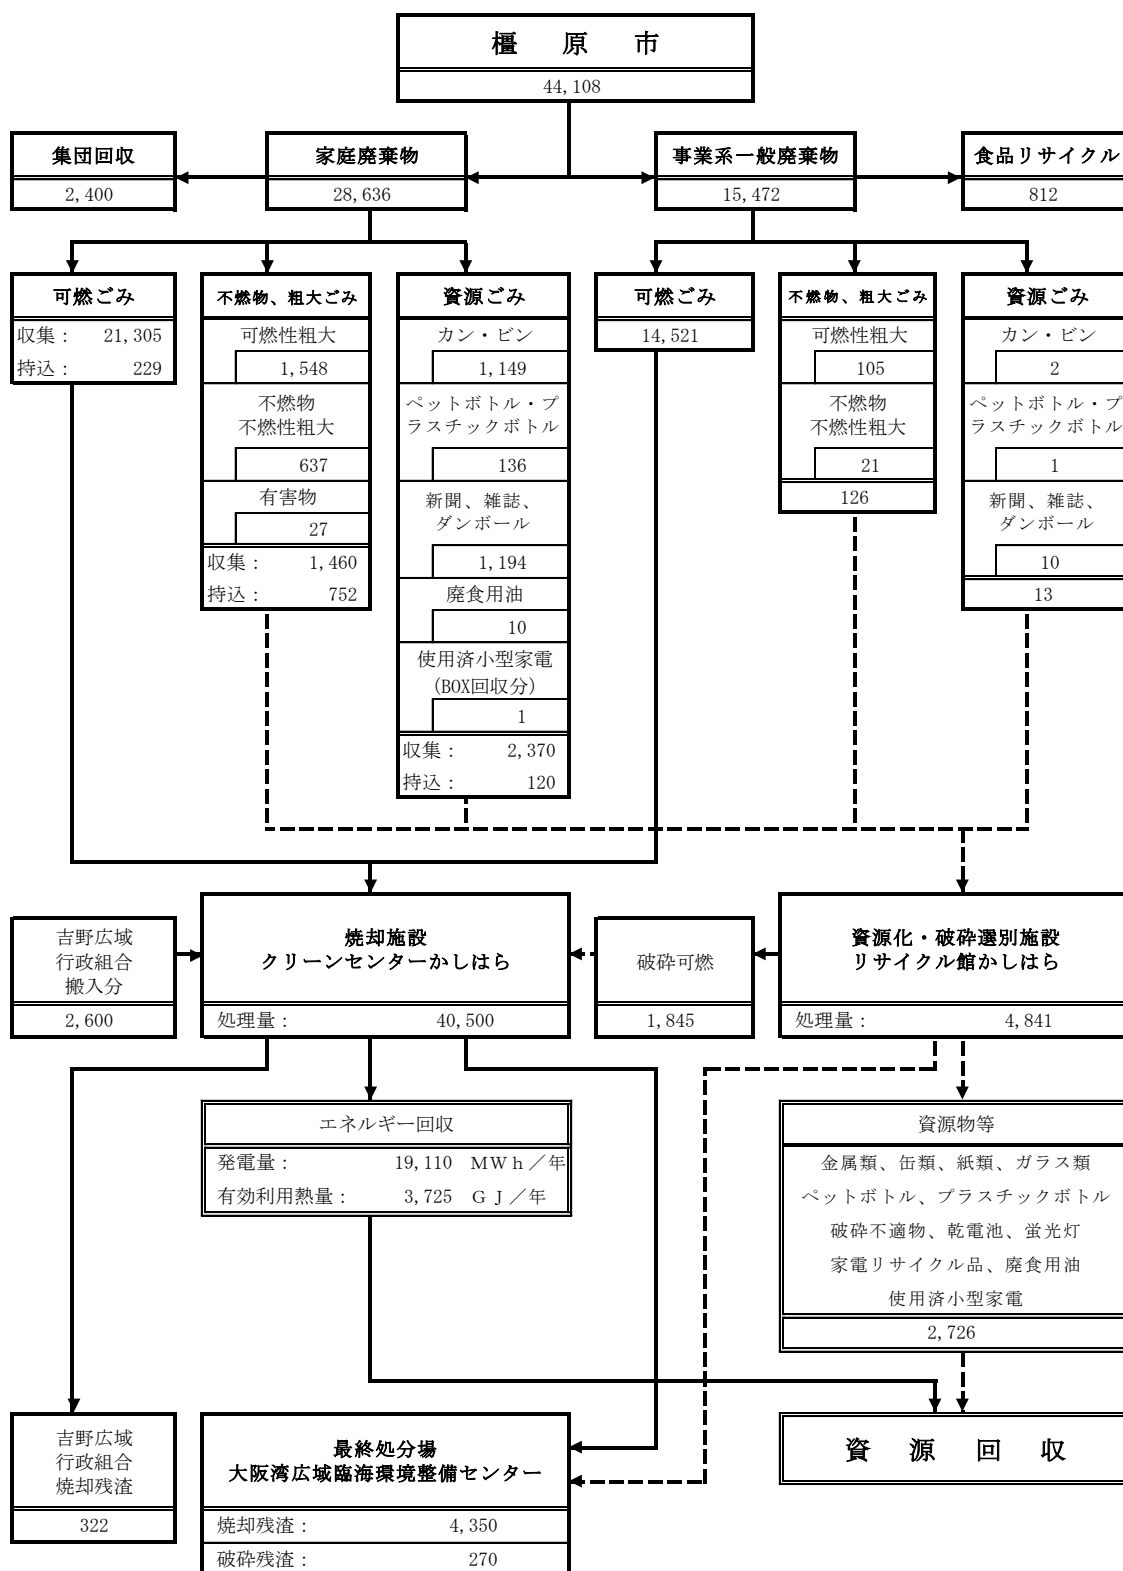 橿　原　市
44,108
集団回収
2,400
家庭廃棄物
28,636
事業系一般廃棄物
15,472
食品リサイクル
812
可燃ごみ
収集： 21,305
持込： 229
不燃物、粗大ごみ
可燃性粗大
1,548
不燃物
不燃性粗大
637
有害物
27
収集： 1,460
持込： 752
資源ごみ
カン・ビン
1,149
ペットボトル・プ
ラスチックボトル
136
新聞、雑誌、
ダンボール
1,194
廃食用油
10
使用済小型家電
(BOX回収分)
1
収集： 2,370
持込： 120
可燃ごみ
14,521
不燃物、粗大ごみ
可燃性粗大
105
不燃物
不燃性粗大
21
126
資源ごみ
カン・ビン
2
ペットボトル・プ
ラスチックボトル
1
新聞、雑誌、
ダンボール
10
13
吉野広域
行政組合
搬入分
2,600
焼却施設
クリーンセンターかしはら
処理量： 40,500
破砕可燃
1,845
資源化・破砕選別施設
リサイクル館かしはら
処理量： 4,841
エネルギー回収
発電量： 19,110 ＭＷｈ／年
有効利用熱量： 3,725 ＧＪ／年
資源物等
金属類、缶類、紙類、ガラス類
ペットボトル、プラスチックボトル
破砕不適物、乾電池、蛍光灯
家電リサイクル品、廃食用油
使用済小型家電
2,726
吉野広域
行政組合
焼却残渣
322
最終処分場
大阪湾広域臨海環境整備センター
焼却残渣： 4,350
破砕残渣： 270
資　源　回　収